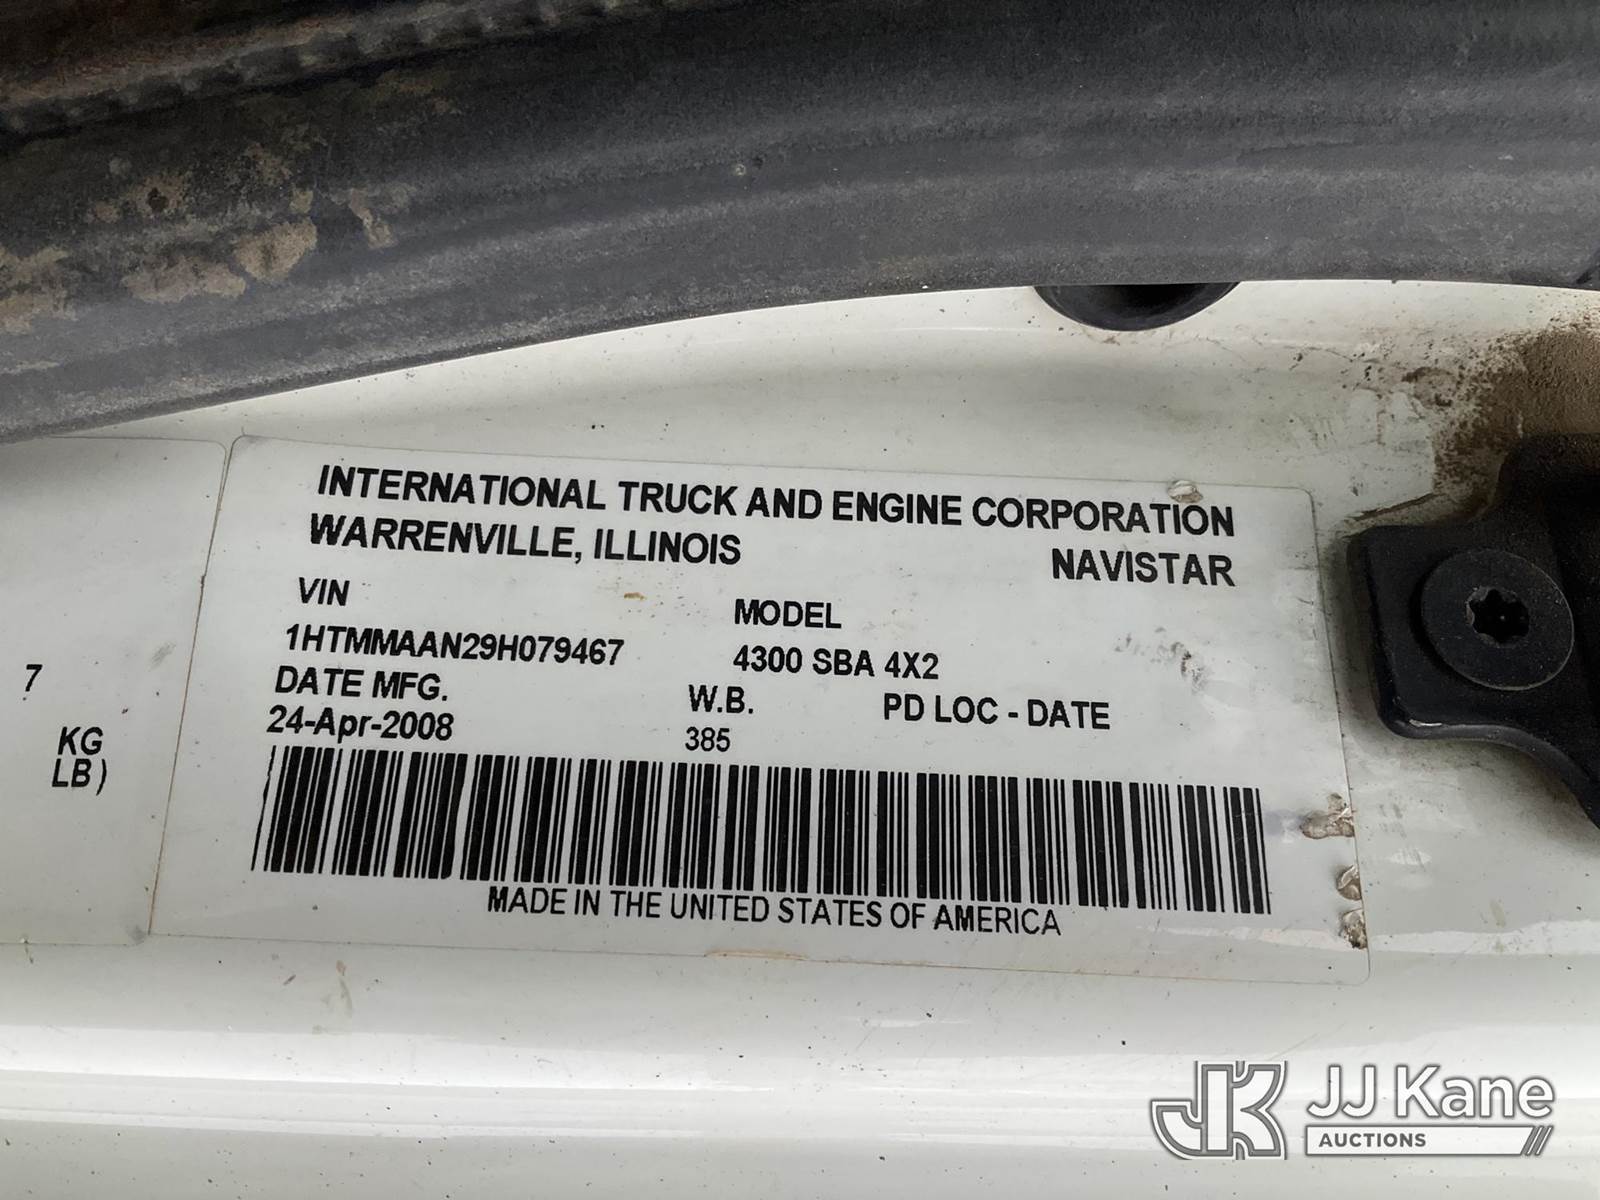 INTERNATIONAL TRUCK AND ENGINE CORPORATION
WARRENVILLE, ILLINOIS NAVISTAR
VIN MODEL
1HTMMAAN29H079467 4300 SBA 4X2
DATE MFG. W.B. PD LOC - DATE
24-Apr-2008 385
MADE IN THE UNITED STATES OF AMERICA
7
KG
LB)
JK JJ Kane
AUCTIONS